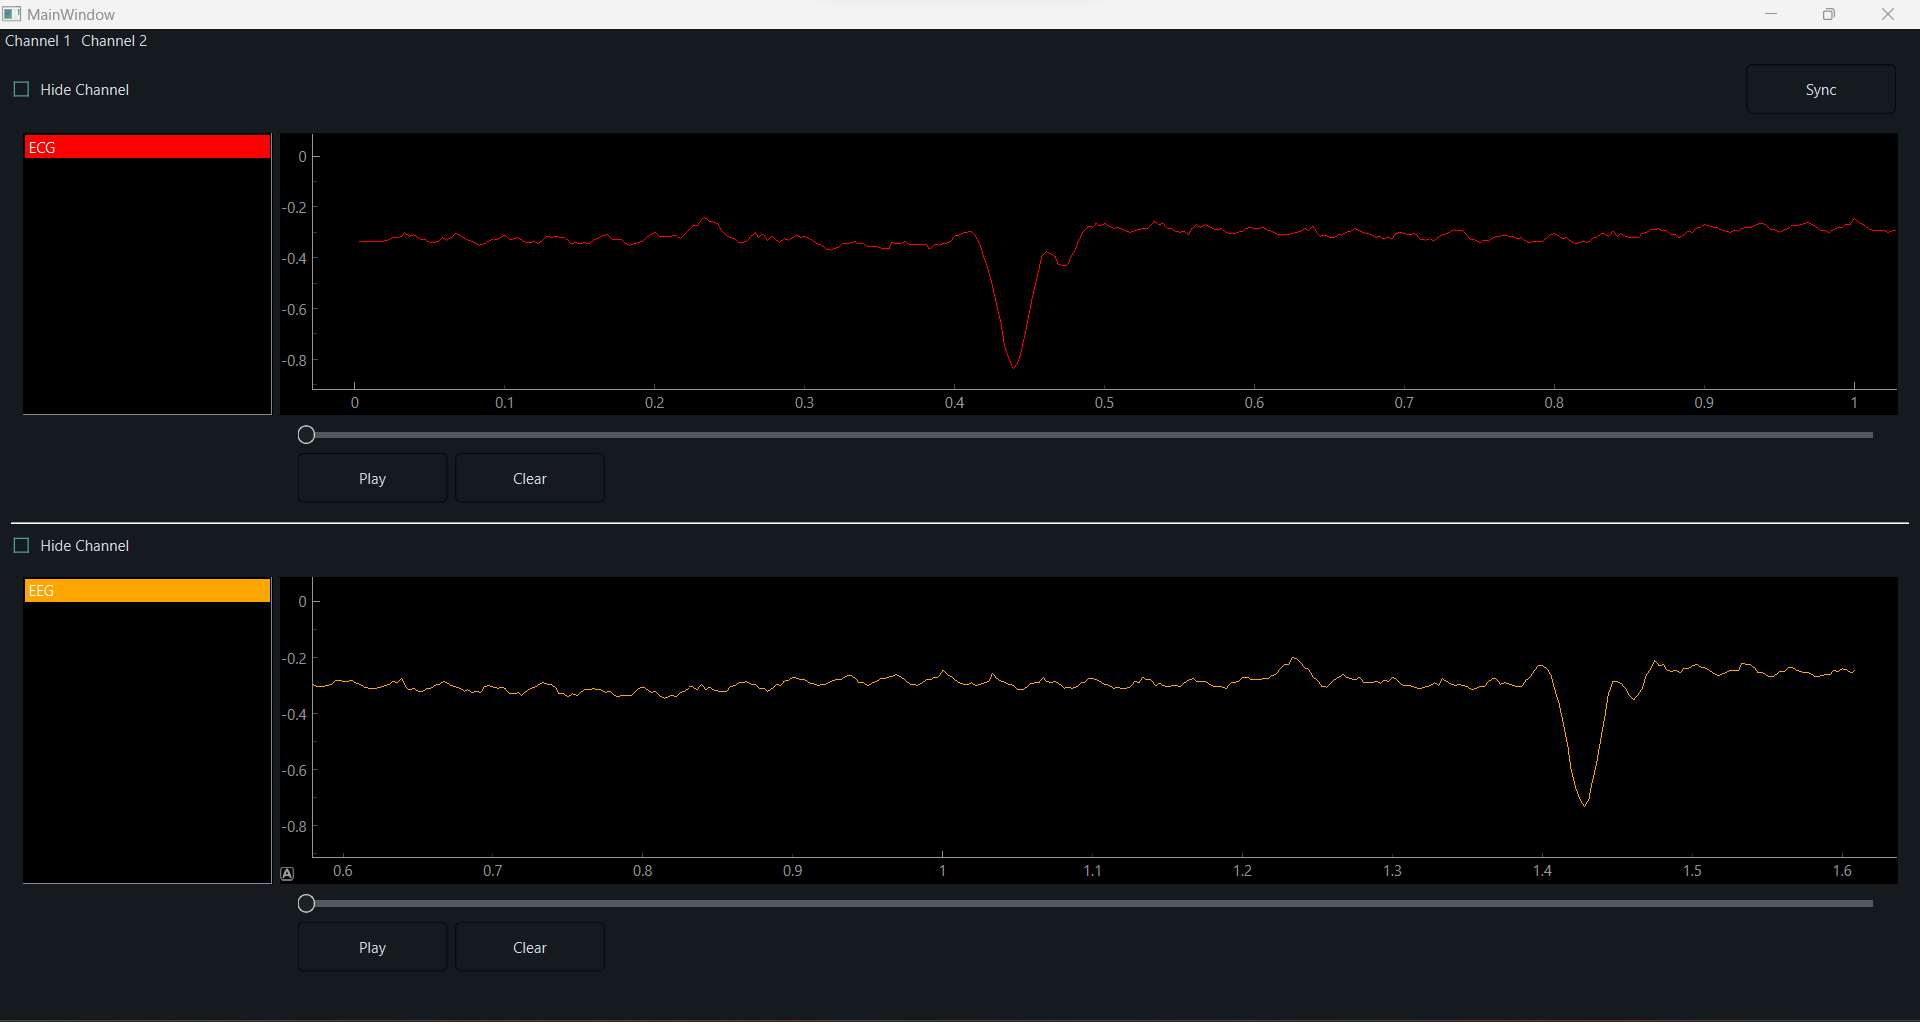 MainWindow
Channel 1 Channel 2
Hide Channel
Sync
ECG
0
-0.2
-0.4
-0.6
-0.8
0 0.1 0.2 0.3 0.4 0.5 0.6 0.7 0.8 0.9 1
Play Clear
Hide Channel
EEG
0
-0.2
-0.4
-0.6
-0.8
A 0.6 0.7 0.8 0.9 1 1.1 1.2 1.3 1.4 1.5 1.6
Play Clear